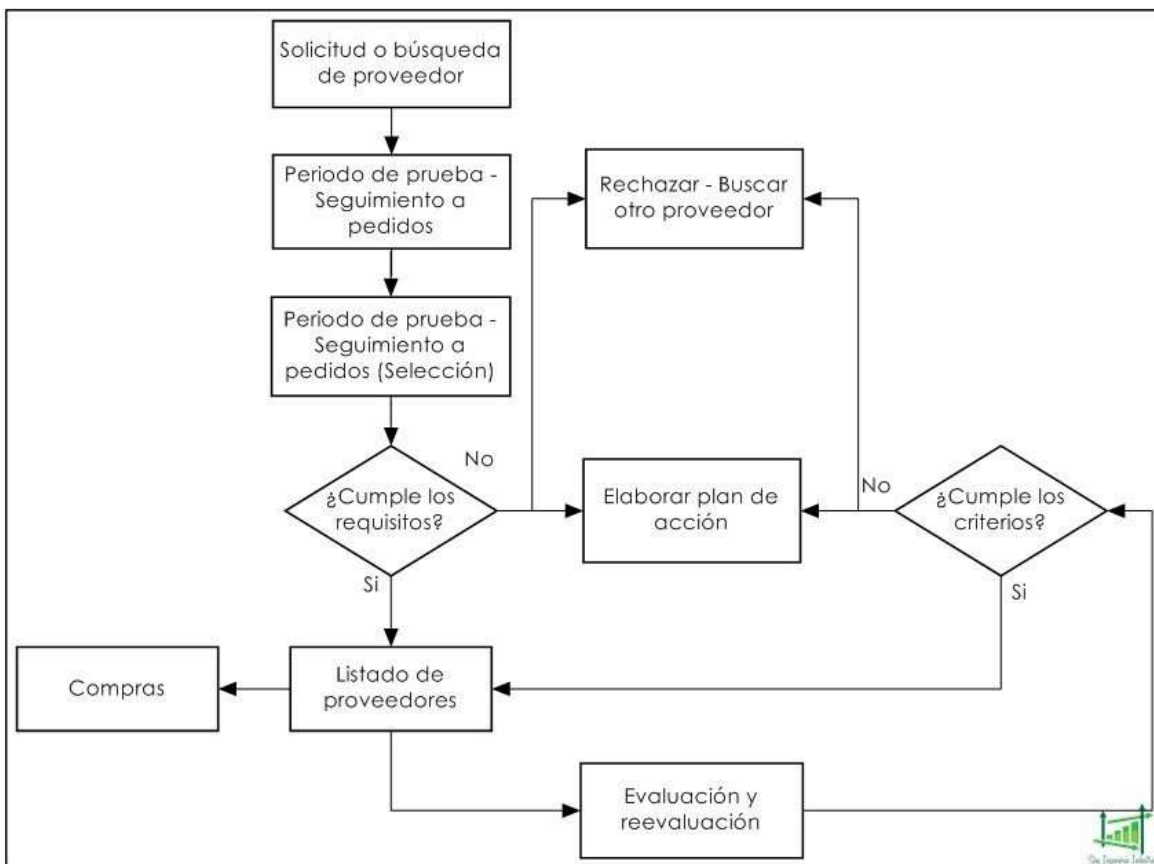 Solicitud o búsqueda
de proveedor
Periodo de prueba -
Seguimiento a
pedidos
Rechazar - Buscar
otro proveedor
Periodo de prueba -
Seguimiento a
pedidos (Selección)
No
¿Cumple los
requisitos?
Si
Elaborar plan de
acción
No
¿Cumple los
criterios?
Si
Compras
Listado de
proveedores
Evaluación y
reevaluación